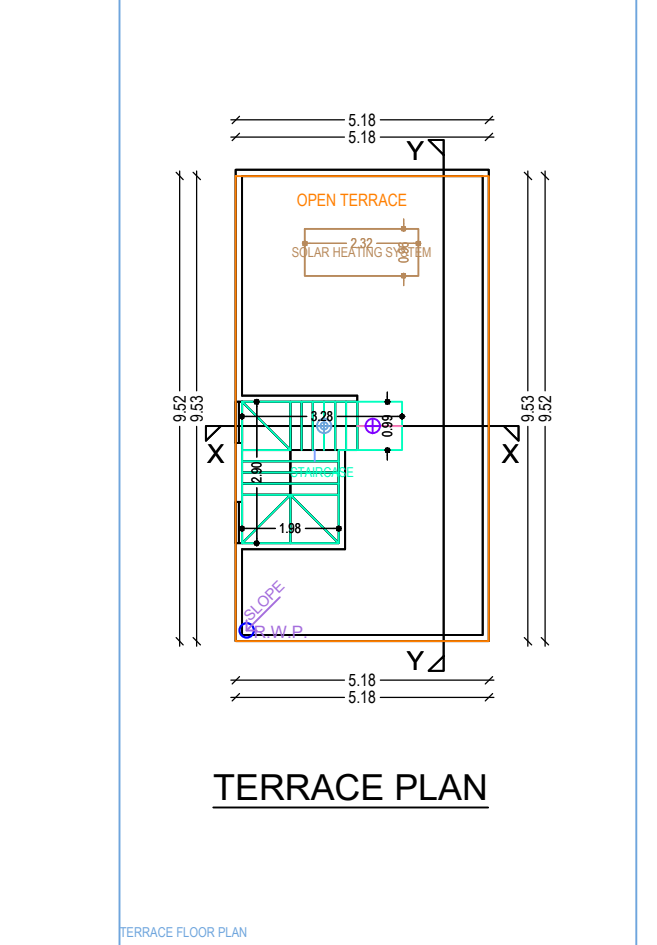 5.18
5.18
Y
OPEN TERRACE
2.32
SOLAR HEATING SYSTEM
9.52
9.53
9.53
9.52
3.28
0.99
X
X
2.90
STAIRCASE
1.98
SLOPE
R.W.P.
Y
5.18
5.18
TERRACE PLAN
TERRACE FLOOR PLAN